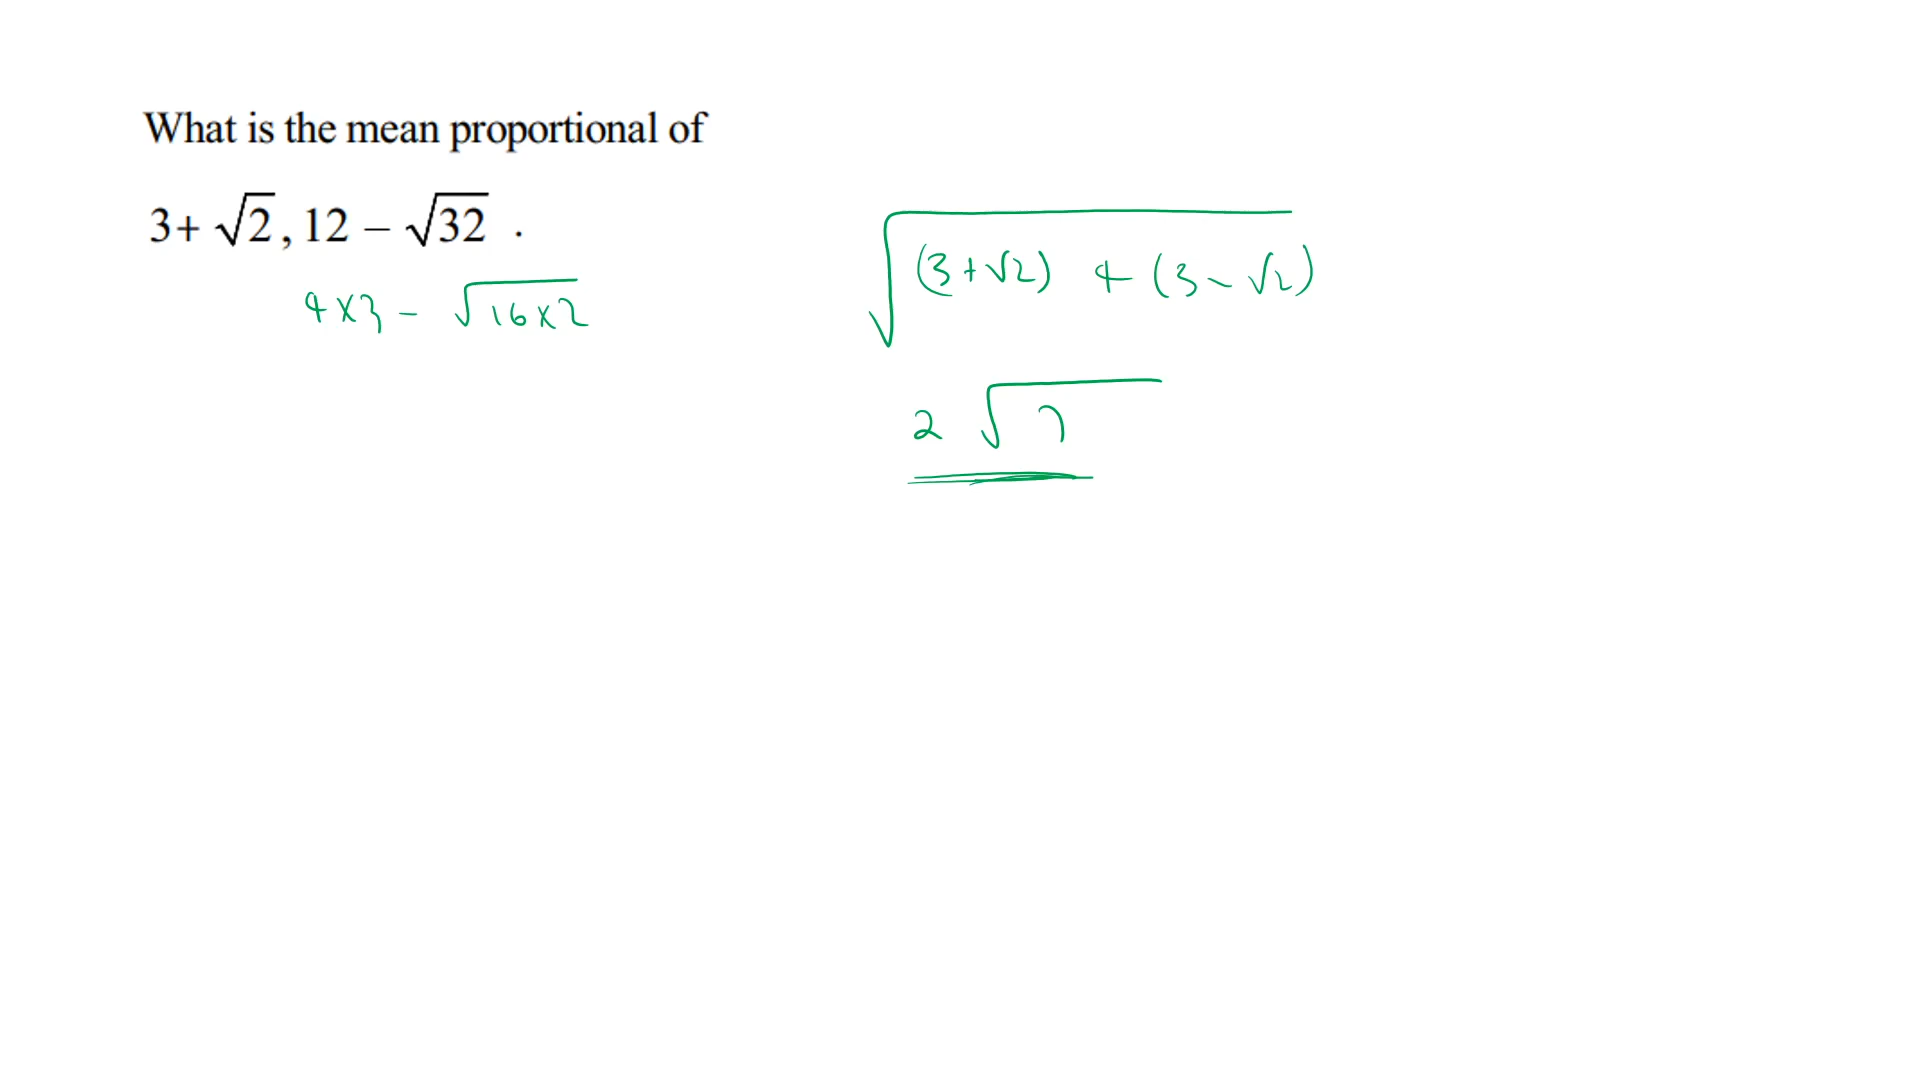 What is the mean proportional of
3+ √2, 12 – √32 .
4 x 3 - √16 x 2
√(3 + √2) 4 (3 - √2)
2 √7